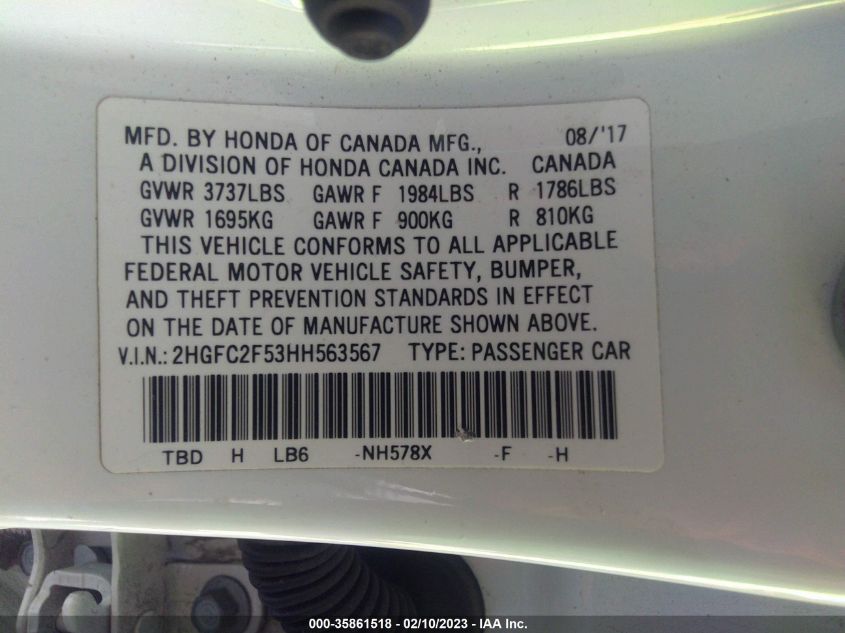 MFD. BY HONDA OF CANADA MFG., 08/'17
A DIVISION OF HONDA CANADA INC. CANADA
GVWR 3737LBS GAWR F 1984LBS R 1786LBS
GVWR 1695KG GAWR F 900KG R 810KG
THIS VEHICLE CONFORMS TO ALL APPLICABLE
FEDERAL MOTOR VEHICLE SAFETY, BUMPER,
AND THEFT PREVENTION STANDARDS IN EFFECT
ON THE DATE OF MANUFACTURE SHOWN ABOVE.
V.I.N.: 2HGFC2F53HH563567 TYPE: PASSENGER CAR
TBD H LB6 -NH578X -F -H
000-35861518 - 02/10/2023 - IAA Inc.